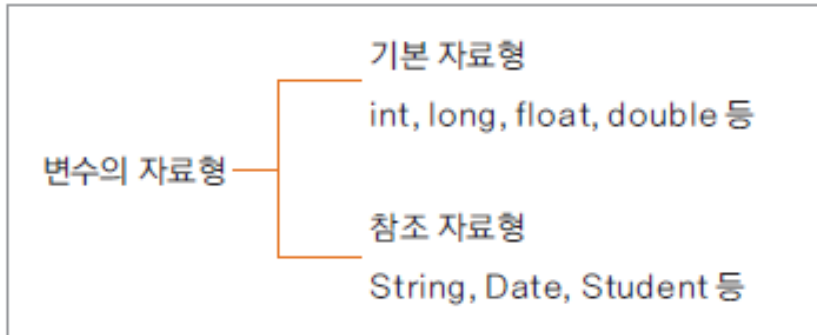 기본 자료형
int, long, float, double 등
변수의 자료형
참조 자료형
String, Date, Student 등